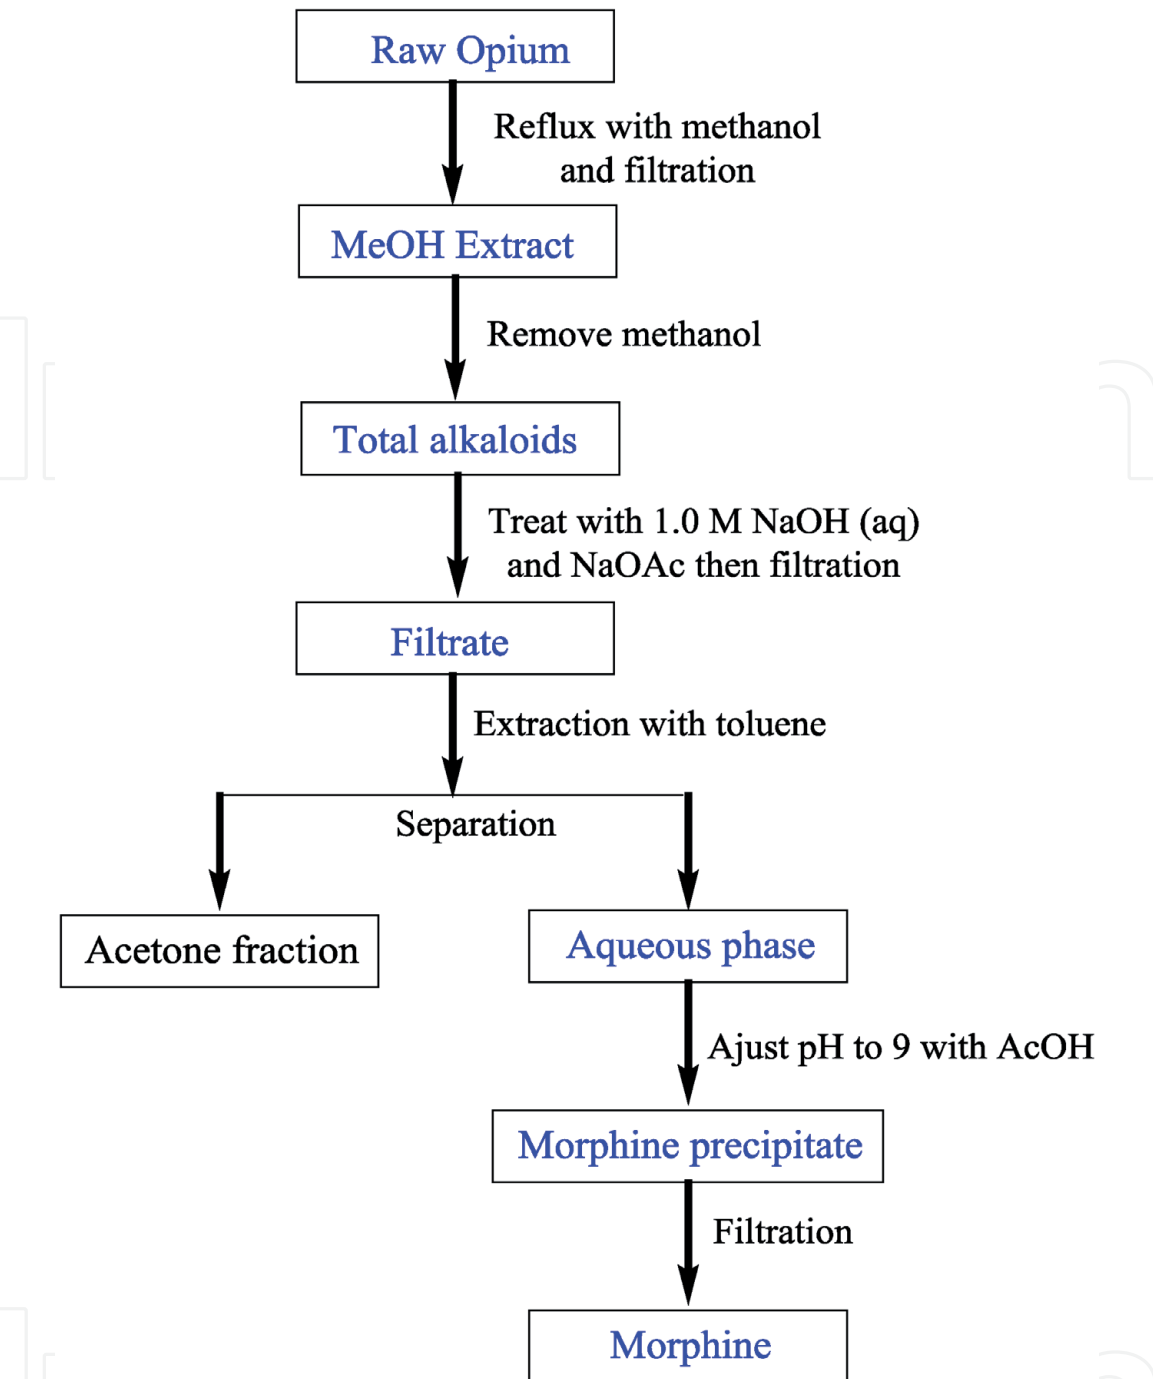 Raw Opium
Reflux with methanol
and filtration
MeOH Extract
Remove methanol
Total alkaloids
Treat with 1.0 M NaOH (aq)
and NaOAc then filtration
Filtrate
Extraction with toluene
Separation
Acetone fraction
Aqueous phase
Ajust pH to 9 with AcOH
Morphine precipitate
Filtration
Morphine